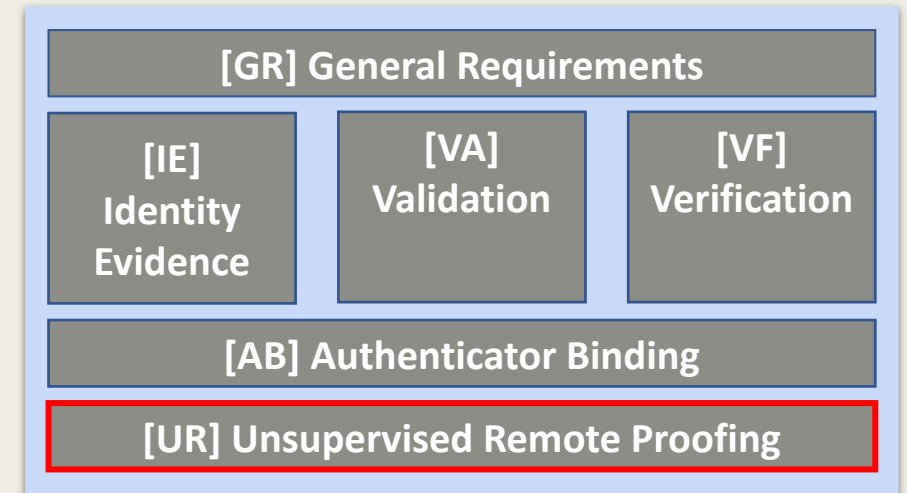 [GR] General Requirements
[IE]
Identity
Evidence
[VA]
Validation
[VF]
Verification
[AB] Authenticator Binding
[UR] Unsupervised Remote Proofing